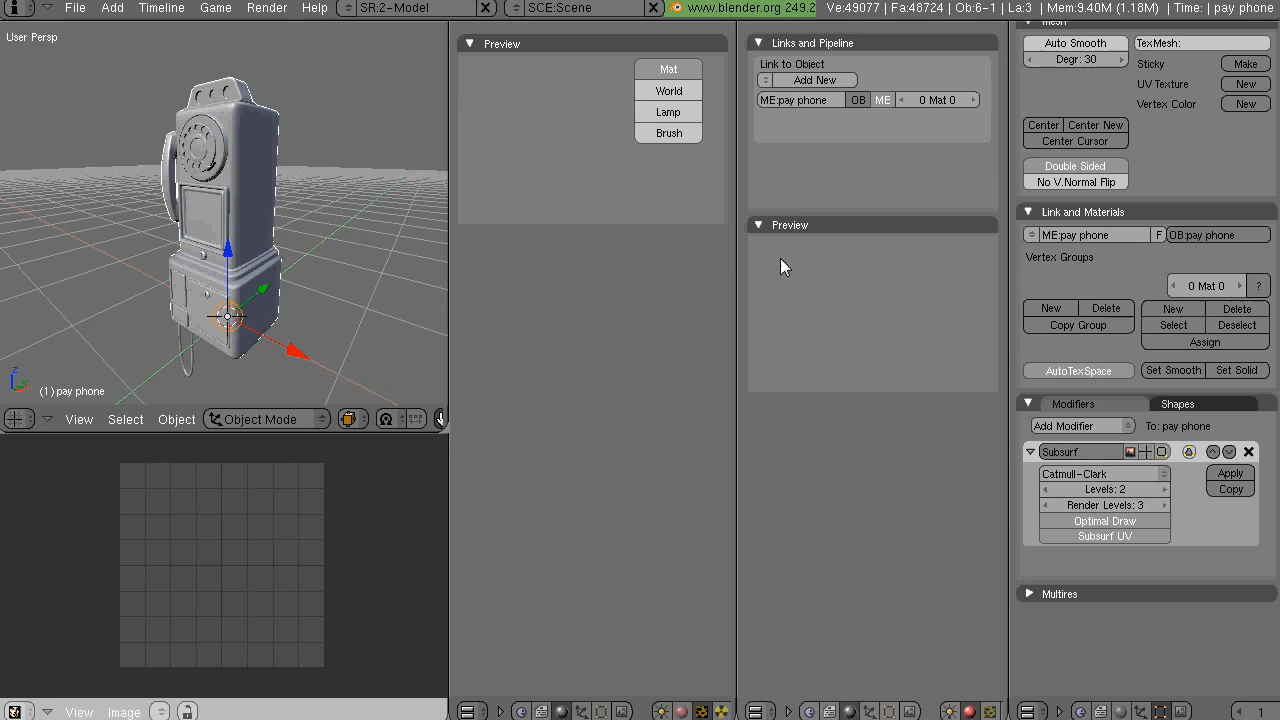 File Add Timeline Game Render Help SR:2-Model SCE:Scene www.blender.org 249.2 Ve:49077 | Fa:48724 | Ob:6-1 | La:3 | Mem:9.40M (1.18M) | Time: | pay phone
User Persp
(1) pay phone
View Select Object Object Mode
View Image
Preview
Mat
World
Lamp
Brush
Links and Pipeline
Link to Object
Add New
ME:pay phone OB ME 0 Mat 0
Preview
Auto Smooth TexMesh:
Degr: 30 Sticky Make
UV Texture New
Vertex Color New
Center Center New
Center Cursor
Double Sided
No V.Normal Flip
Link and Materials
ME:pay phone F OB:pay phone
Vertex Groups
0 Mat 0 ?
New Delete New Delete
Copy Group Select Deselect
Assign
AutoTexSpace Set Smooth Set Solid
Modifiers Shapes
Add Modifier To: pay phone
Subsurf
Catmull-Clark Apply
Levels: 2 Copy
Render Levels: 3
Optimal Draw
Subsurf UV
Multires
1